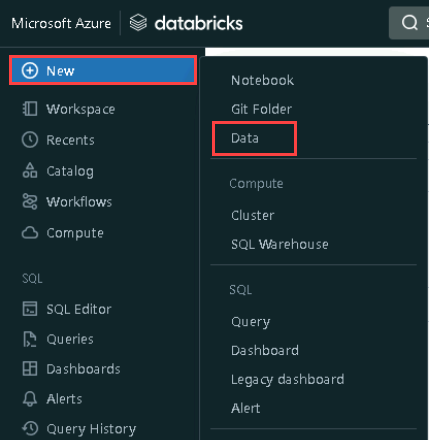 Microsoft Azure databricks
New
Workspace
Recents
Catalog
Workflows
Compute
SQL
SQL Editor
Queries
Dashboards
Alerts
Query History
Notebook
Git Folder
Data
Compute
Cluster
SQL Warehouse
SQL
Query
Dashboard
Legacy dashboard
Alert